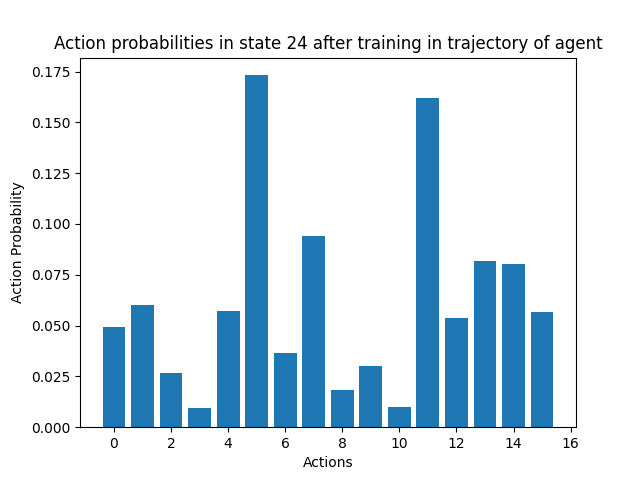 Action probabilities in state 24 after training in trajectory of agent
0.175
0.150
0.125
0.100
0.075
0.050
0.025
0.000
Action Probability
0 2 4 6 8 10 12 14 16
Actions